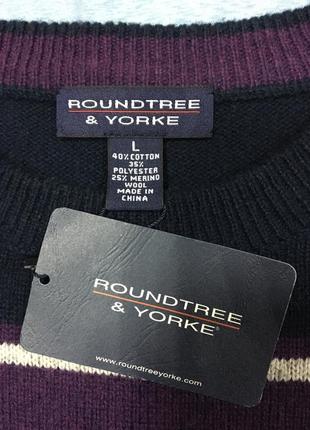 ROUNDTREE
& YORKE
L
40% COTTON
35%
POLYESTER
25% MERINO
WOOL
MADE IN
CHINA
ROUNDTREE
& YORKE®
www.roundtreeyorke.com